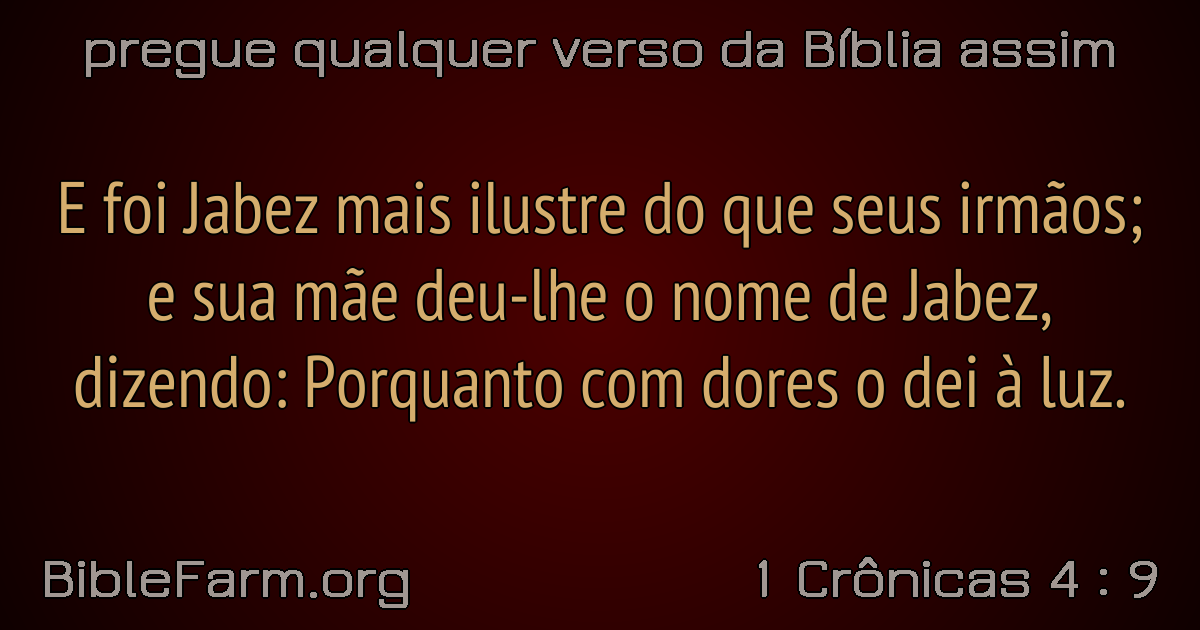 pregue qualquer verso da Bíblia assim
E foi Jabez mais ilustre do que seus irmãos;
e sua mãe deu-lhe o nome de Jabez,
dizendo: Porquanto com dores o dei à luz.
BibleFarm.org
1 Crônicas 4 : 9